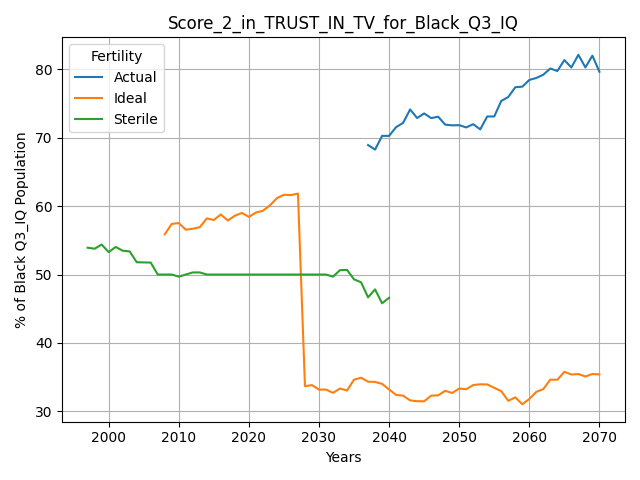 Score_2_in_TRUST_IN_TV_for_Black_Q3_IQ
Fertility
Actual
Ideal
Sterile
% of Black Q3_IQ Population
80
70
60
50
40
30
2000 2010 2020 2030 2040 2050 2060 2070
Years